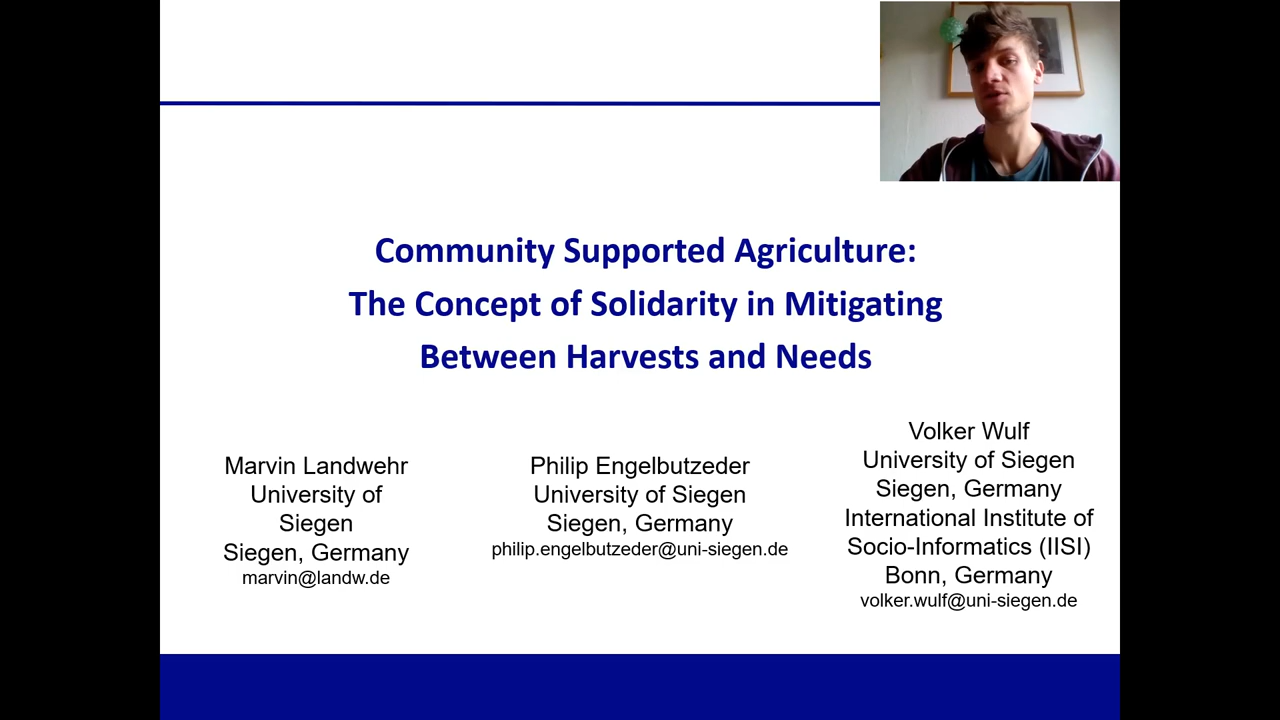 Community Supported Agriculture:
The Concept of Solidarity in Mitigating
Between Harvests and Needs
Marvin Landwehr
University of
Siegen
Siegen, Germany
marvin@landw.de
Philip Engelbutzeder
University of Siegen
Siegen, Germany
philip.engelbutzeder@uni-siegen.de
Volker Wulf
University of Siegen
Siegen, Germany
International Institute of
Socio-Informatics (IISI)
Bonn, Germany
volker.wulf@uni-siegen.de